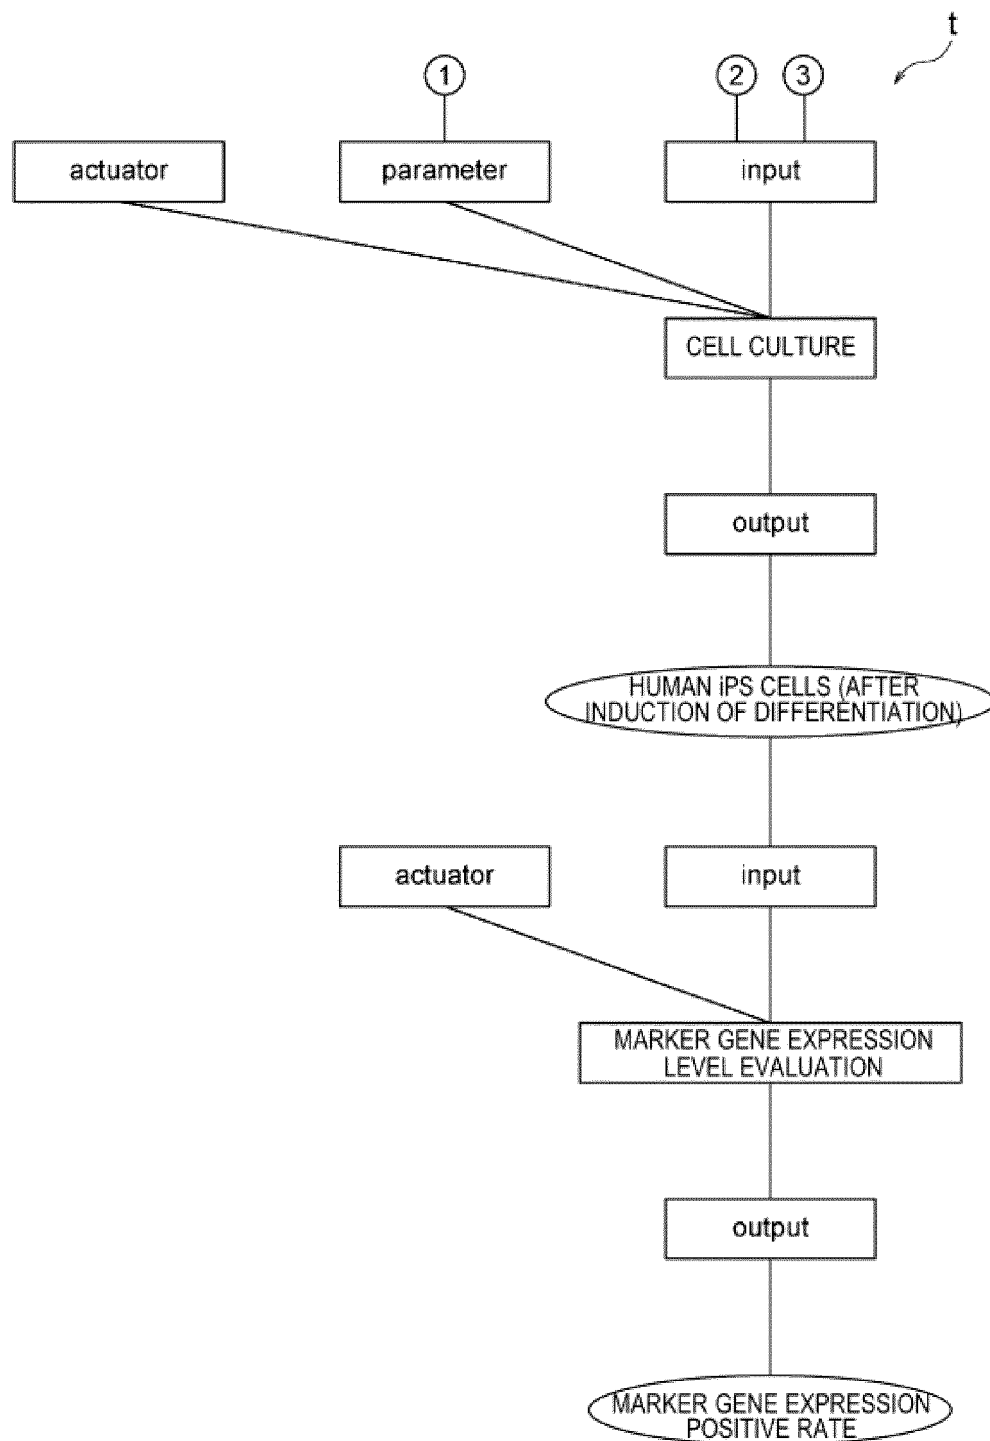 t
1
2
3
actuator
parameter
input
CELL CULTURE
output
HUMAN iPS CELLS (AFTER
INDUCTION OF DIFFERENTIATION)
actuator
input
MARKER GENE EXPRESSION
LEVEL EVALUATION
output
MARKER GENE EXPRESSION
POSITIVE RATE